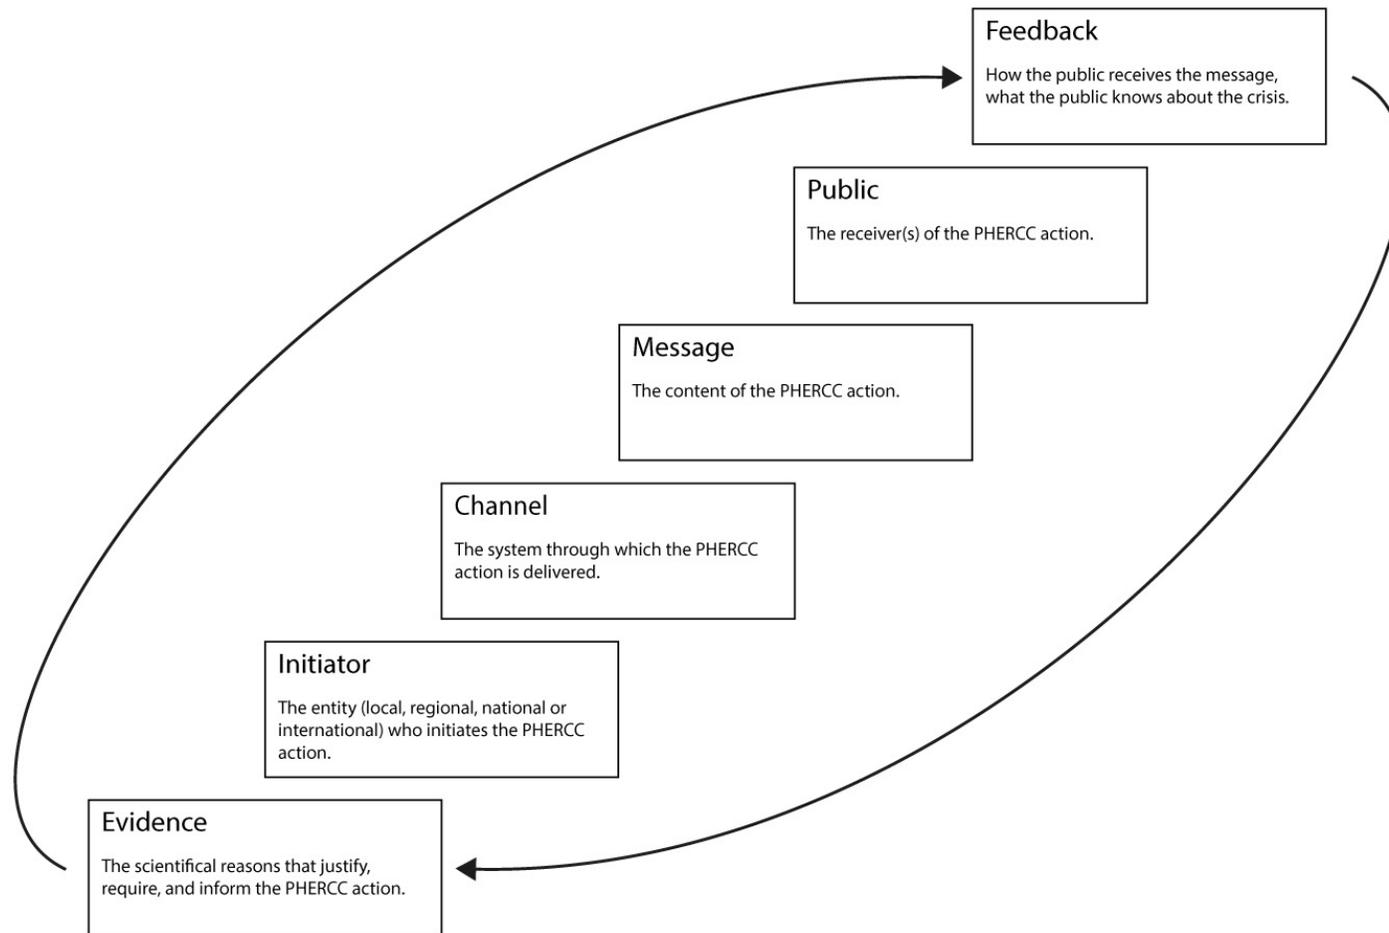 Feedback
How the public receives the message,
what the public knows about the crisis.
Public
The receiver(s) of the PHERCC action.
Message
The content of the PHERCC action.
Channel
The system through which the PHERCC
action is delivered.
Initiator
The entity (local, regional, national or
international) who initiates the PHERCC
action.
Evidence
The scientifical reasons that justify,
require, and inform the PHERCC action.